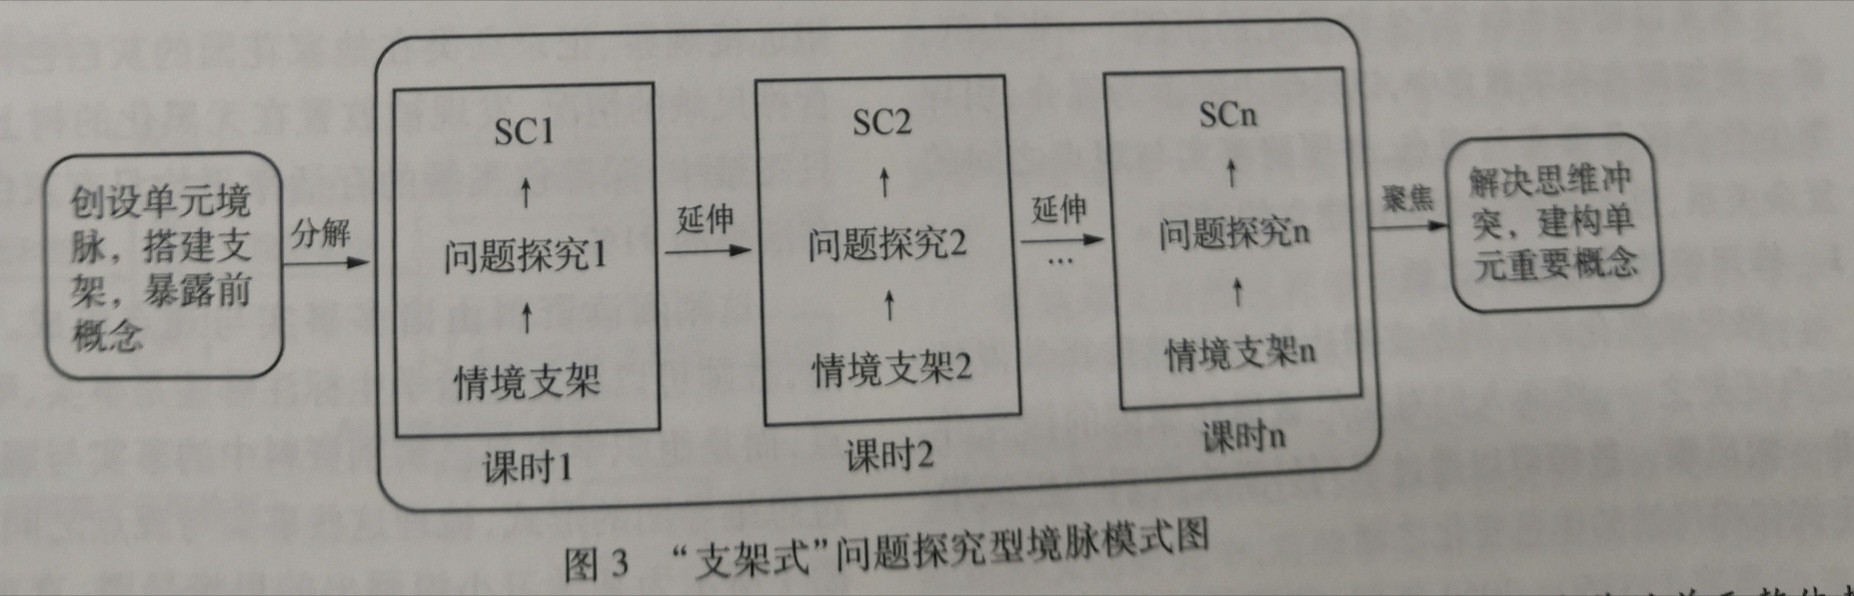 创设单元境
脉，搭建支
架，暴露前
概念
分解
SC1
问题探究1
情境支架
课时1
延伸
SC2
问题探究2
情境支架2
课时2
延伸
…
SCn
问题探究n
情境支架n
课时n
聚焦
解决思维冲
突，建构单
元重要概念
图3 “支架式”问题探究型境脉模式图